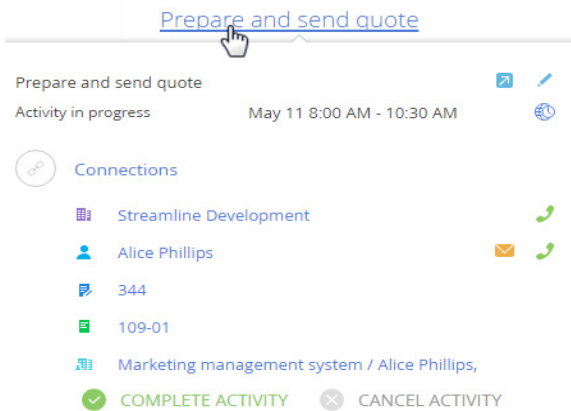 Prepare and send quote
Prepare and send quote
Activity in progress May 11 8:00 AM - 10:30 AM
Connections
Streamline Development
Alice Phillips
344
109-01
Marketing management system / Alice Phillips,
COMPLETE ACTIVITY CANCEL ACTIVITY